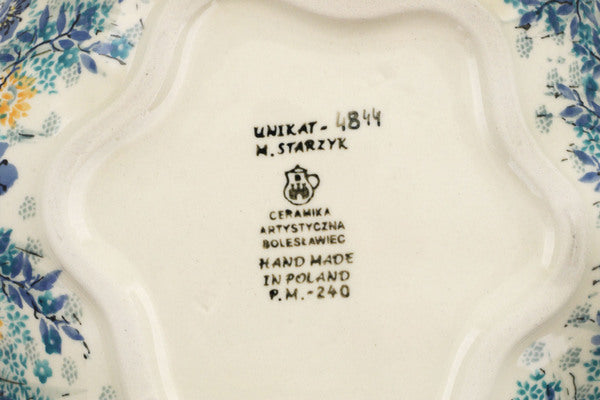 UNIKAT - 4844
M. STARZYK
CERAMIKA
ARTYSTYCZNA
BOLESŁAWIEC
HAND MADE
IN POLAND
P.M.-240